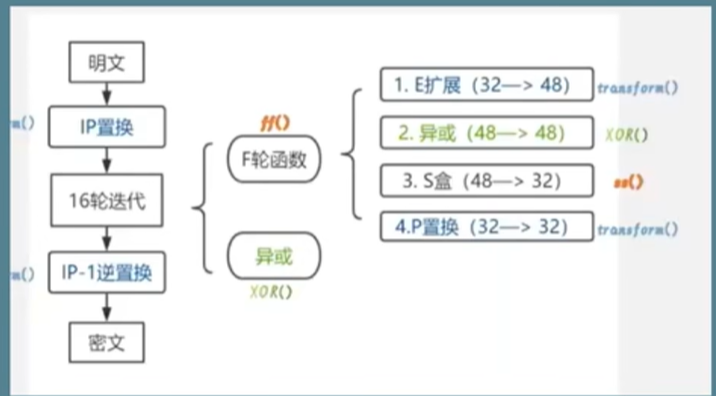 明文
IP置换
16轮迭代
IP-1逆置换
密文
ff()
F轮函数
异或
XOR()
1. E扩展（32—> 48）
transform()
2. 异或（48—> 48）
XOR()
3. S盒（48—> 32）
ss()
4.P置换（32—> 32）
transform()
m()
m()